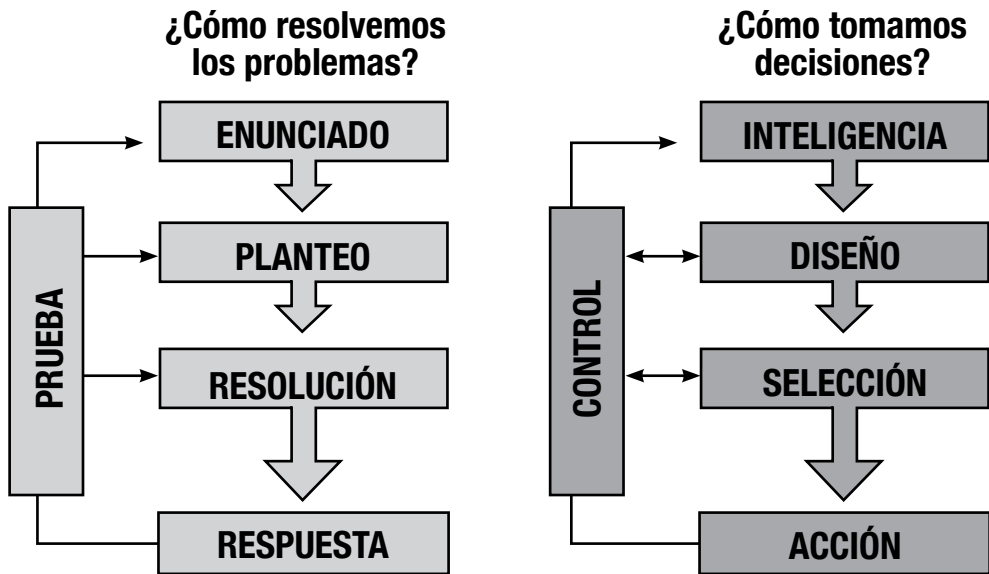 ¿Cómo resolvemos
los problemas?
ENUNCIADO
PLANTEO
RESOLUCIÓN
RESPUESTA
PRUEBA
¿Cómo tomamos
decisiones?
INTELIGENCIA
DISEÑO
SELECCIÓN
ACCIÓN
CONTROL